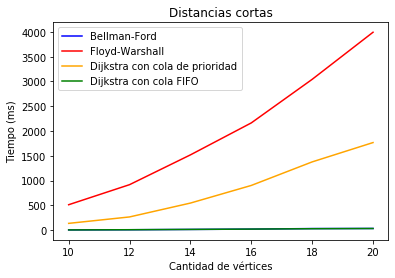 Distancias cortas
Bellman-Ford
Floyd-Warshall
Dijkstra con cola de prioridad
Dijkstra con cola FIFO
Tiempo (ms)
4000
3500
3000
2500
2000
1500
1000
500
0
10 12 14 16 18 20
Cantidad de vértices